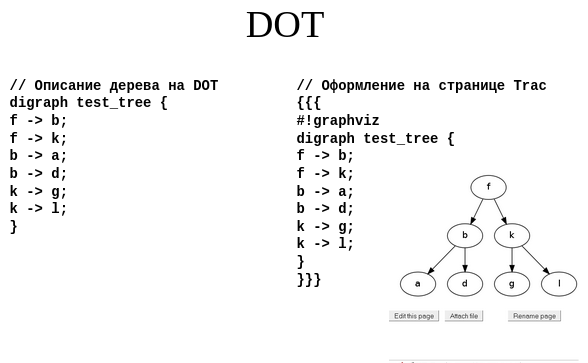 DOT
// Описание дерева на DOT
digraph test_tree {
f -> b;
f -> k;
b -> a;
b -> d;
k -> g;
k -> l;
}
// Оформление на странице Trac
{{{
#!graphviz
digraph test_tree {
f -> b;
f -> k;
b -> a;
b -> d;
k -> g;
k -> l;
}
}}}
f
b k
a d g l
Edit this page Attach file Rename page